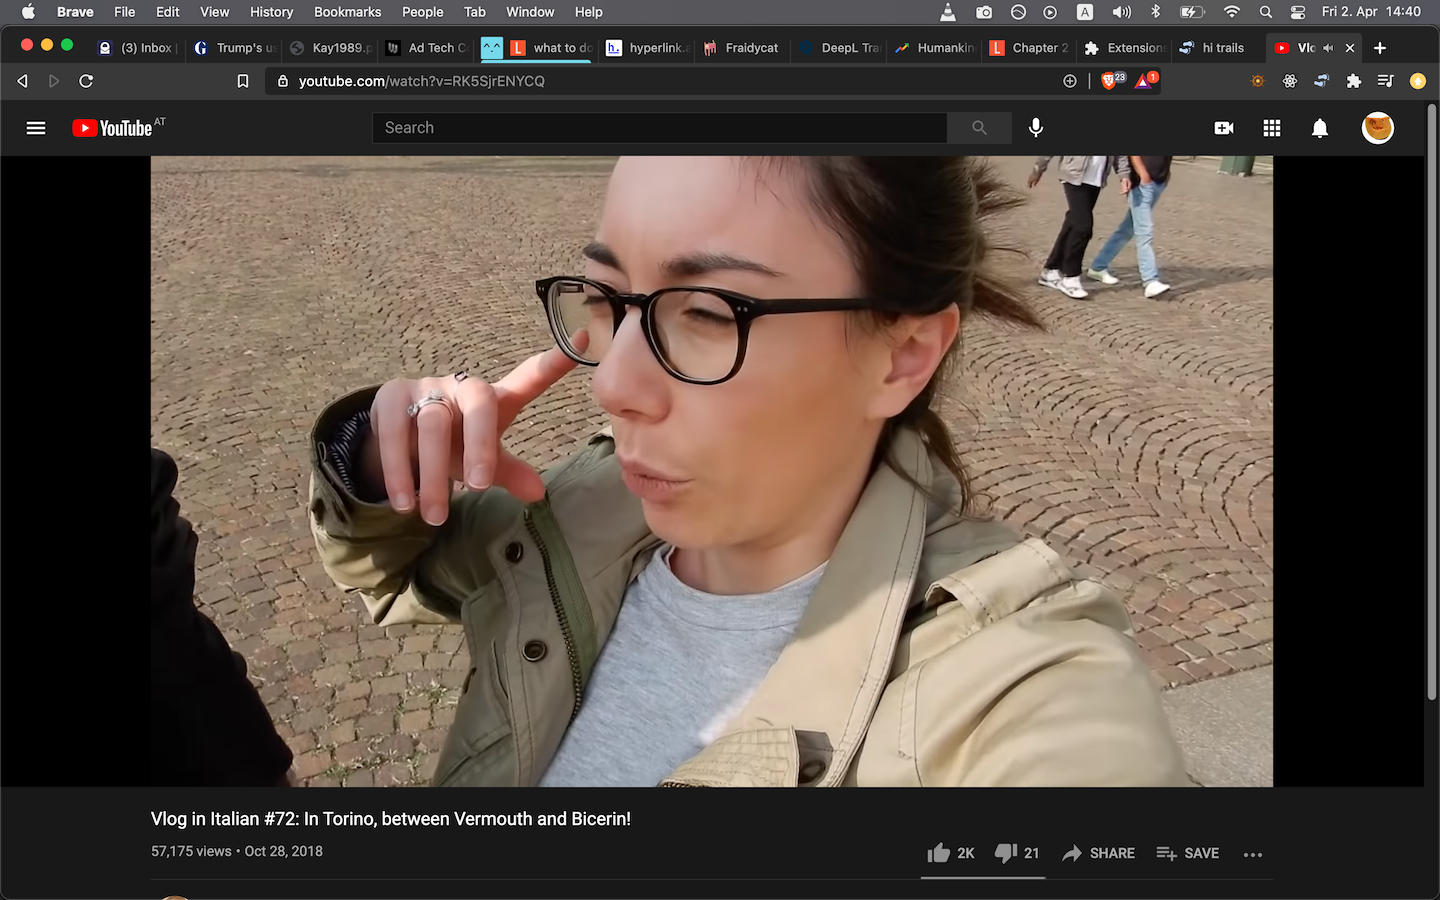 Brave File Edit View History Bookmarks People Tab Window Help A Fri 2. Apr 14:40
(3) Inbox Trump's Kay1989.p Ad Tech C what to do hyperlink.a Fraidycat DeepL Tra Humankin Chapter 2 Extension hi trails Vlo
youtube.com/watch?v=RK5SjrENYCQ 23 1
YouTube AT Search
Vlog in Italian #72: In Torino, between Vermouth and Bicerin!
57,175 views • Oct 28, 2018 2K 21 SHARE SAVE